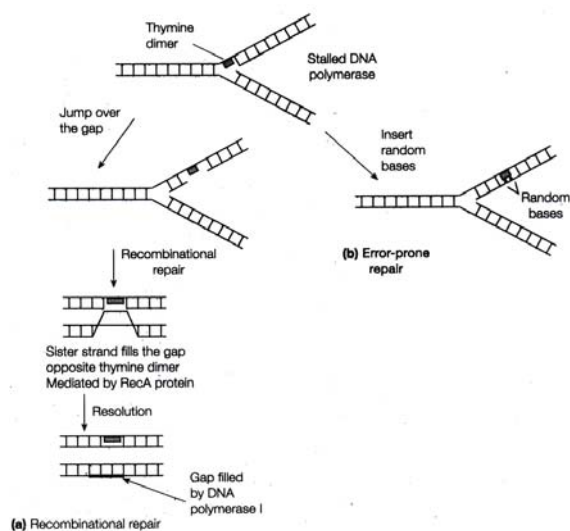 Thymine
dimer
Stalled DNA
polymerase
Jump over
the gap
Insert
random
bases
Random
bases
(b) Error-prone
repair
Recombinational
repair
Sister strand fills the gap
opposite thymine dimer
Mediated by RecA protein
Resolution
Gap filled
by DNA
polymerase I
(a) Recombinational repair